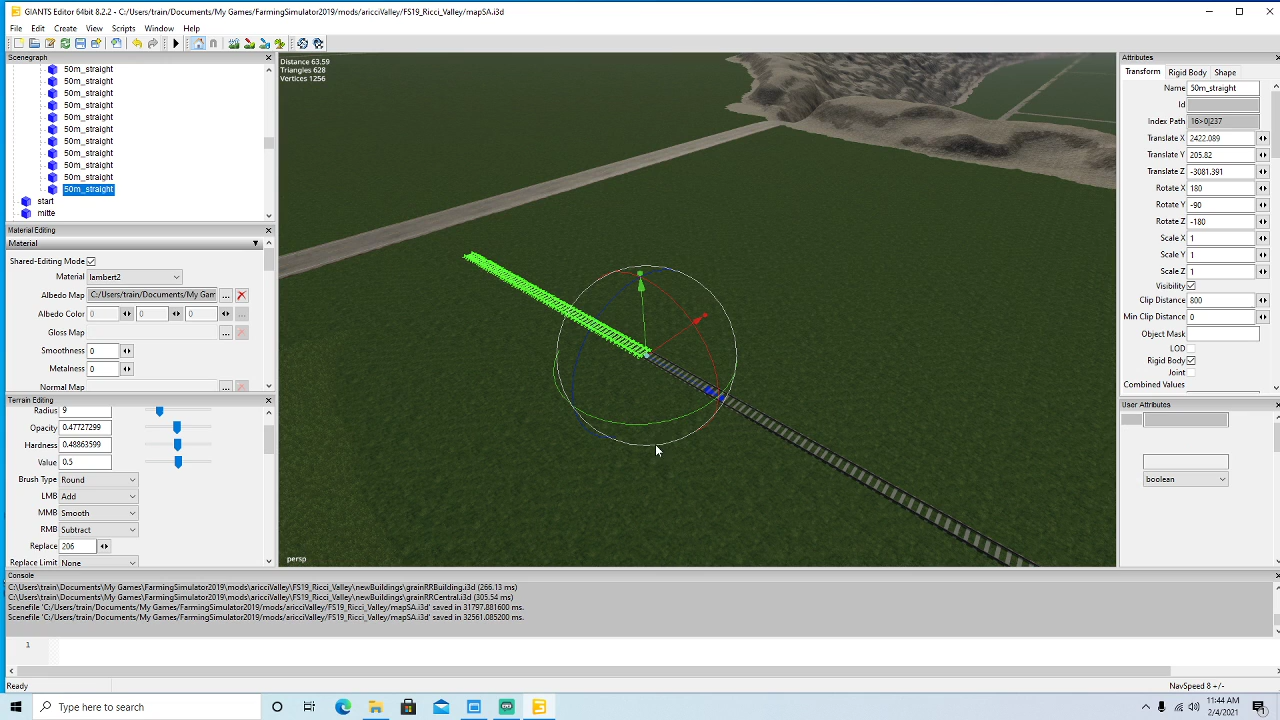 GIANTS Editor 64bit 8.2.2 - C:/Users/train/Documents/My Games/FarmingSimulator2019/mods/aricciValley/FS19_Ricci_Valley/mapSA.i3d
File Edit Create View Scripts Window Help
Scenegraph
50m_straight
50m_straight
50m_straight
50m_straight
50m_straight
50m_straight
50m_straight
50m_straight
50m_straight
50m_straight
50m_straight
start
mitte
Material Editing
Material
Shared-Editing Mode
Material lambert2
Albedo Map C:/Users/train/Documents/My Gam ...
Albedo Color 0 0 0 ...
Gloss Map ...
Smoothness 0
Metalness 0
Normal Map ...
Terrain Editing
Radius 9
Opacity 0.47727299
Hardness 0.48863599
Value 0.5
Brush Type Round
LMB Add
MMB Smooth
RMB Subtract
Replace 206
Replace Limit None
Distance 63.59
Triangles 628
Vertices 1256
persp
Attributes
Transform Rigid Body Shape
Name 50m_straight
Id
Index Path 16>0|237
Translate X 2422.089
Translate Y 205.82
Translate Z -3081.391
Rotate X 180
Rotate Y -90
Rotate Z -180
Scale X 1
Scale Y 1
Scale Z 1
Visibility
Clip Distance 800
Min Clip Distance 0
Object Mask
LOD
Rigid Body
Joint
Combined Values
User Attributes
boolean
Console
C:\Users\train\Documents\My Games\FarmingSimulator2019\mods\aricciValley\FS19_Ricci_Valley\newBuildings\grainRRBuilding.i3d (266.13 ms)
C:\Users\train\Documents\My Games\FarmingSimulator2019\mods\aricciValley\FS19_Ricci_Valley\newBuildings\grainRRCentral.i3d (305.54 ms)
Scenefile 'C:/Users/train/Documents/My Games/FarmingSimulator2019/mods/aricciValley/FS19_Ricci_Valley/mapSA.i3d' saved in 31797.881600 ms.
Scenefile 'C:/Users/train/Documents/My Games/FarmingSimulator2019/mods/aricciValley/FS19_Ricci_Valley/mapSA.i3d' saved in 32561.085200 ms.
1
Ready
NavSpeed 8 +/-
Type here to search
11:44 AM
2/4/2021